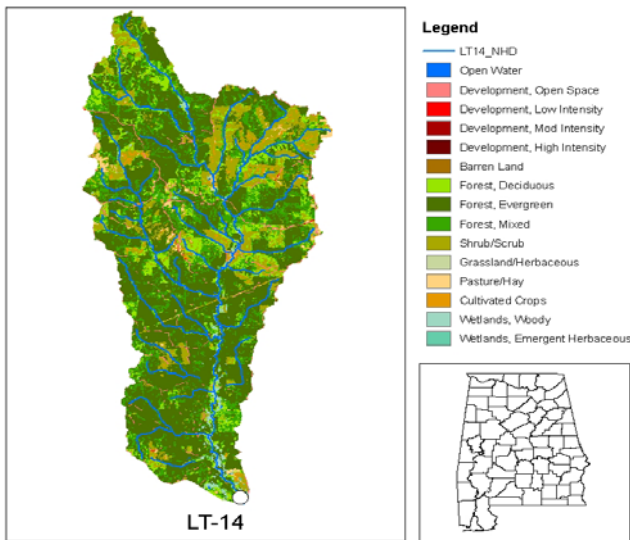 LT-14
Legend
LT14_NHD
Open Water
Development, Open Space
Development, Low Intensity
Development, Mod Intensity
Development, High Intensity
Barren Land
Forest, Deciduous
Forest, Evergreen
Forest, Mixed
Shrub/Scrub
Grassland/Herbaceous
Pasture/Hay
Cultivated Crops
Wetlands, Woody
Wetlands, Emergent Herbaceous